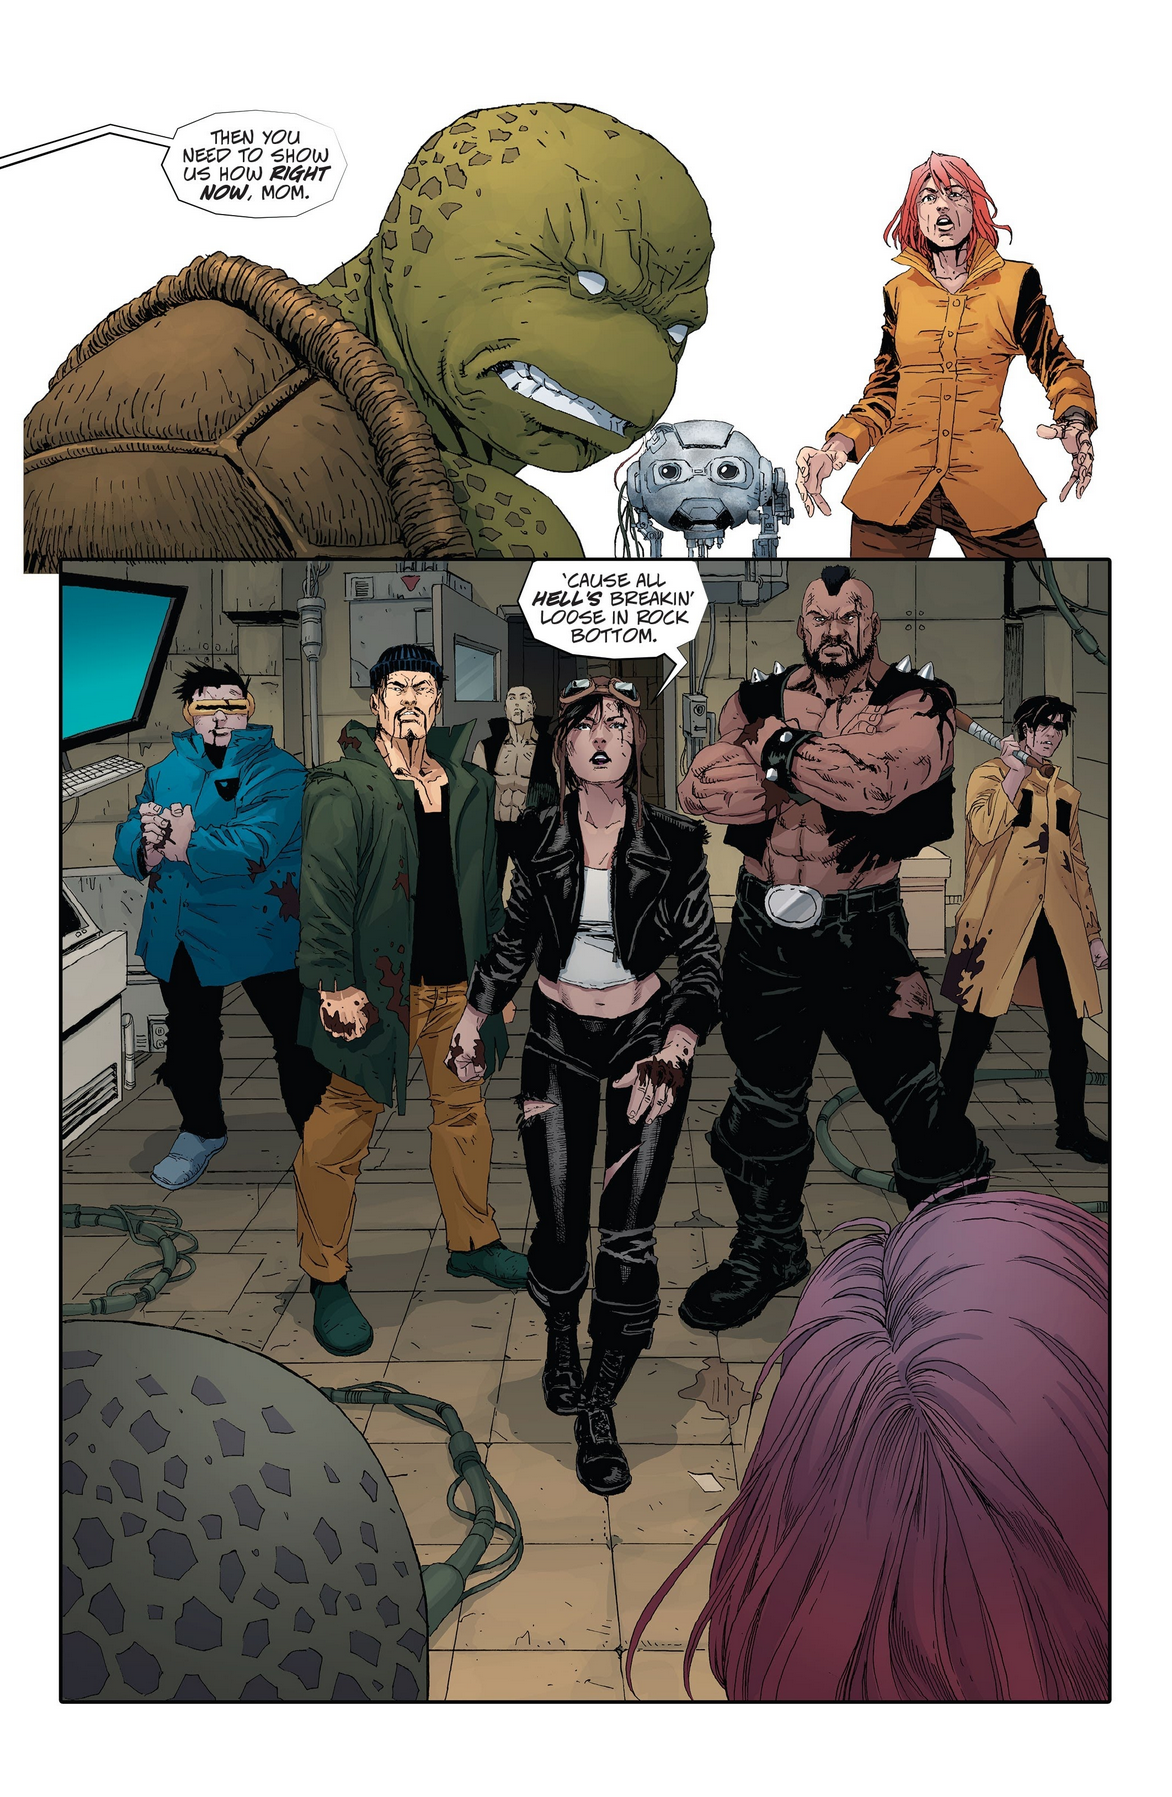 THEN YOU
NEED TO SHOW
US HOW RIGHT
NOW, MOM.
'CAUSE ALL
HELL'S BREAKIN'
LOOSE IN ROCK
BOTTOM.